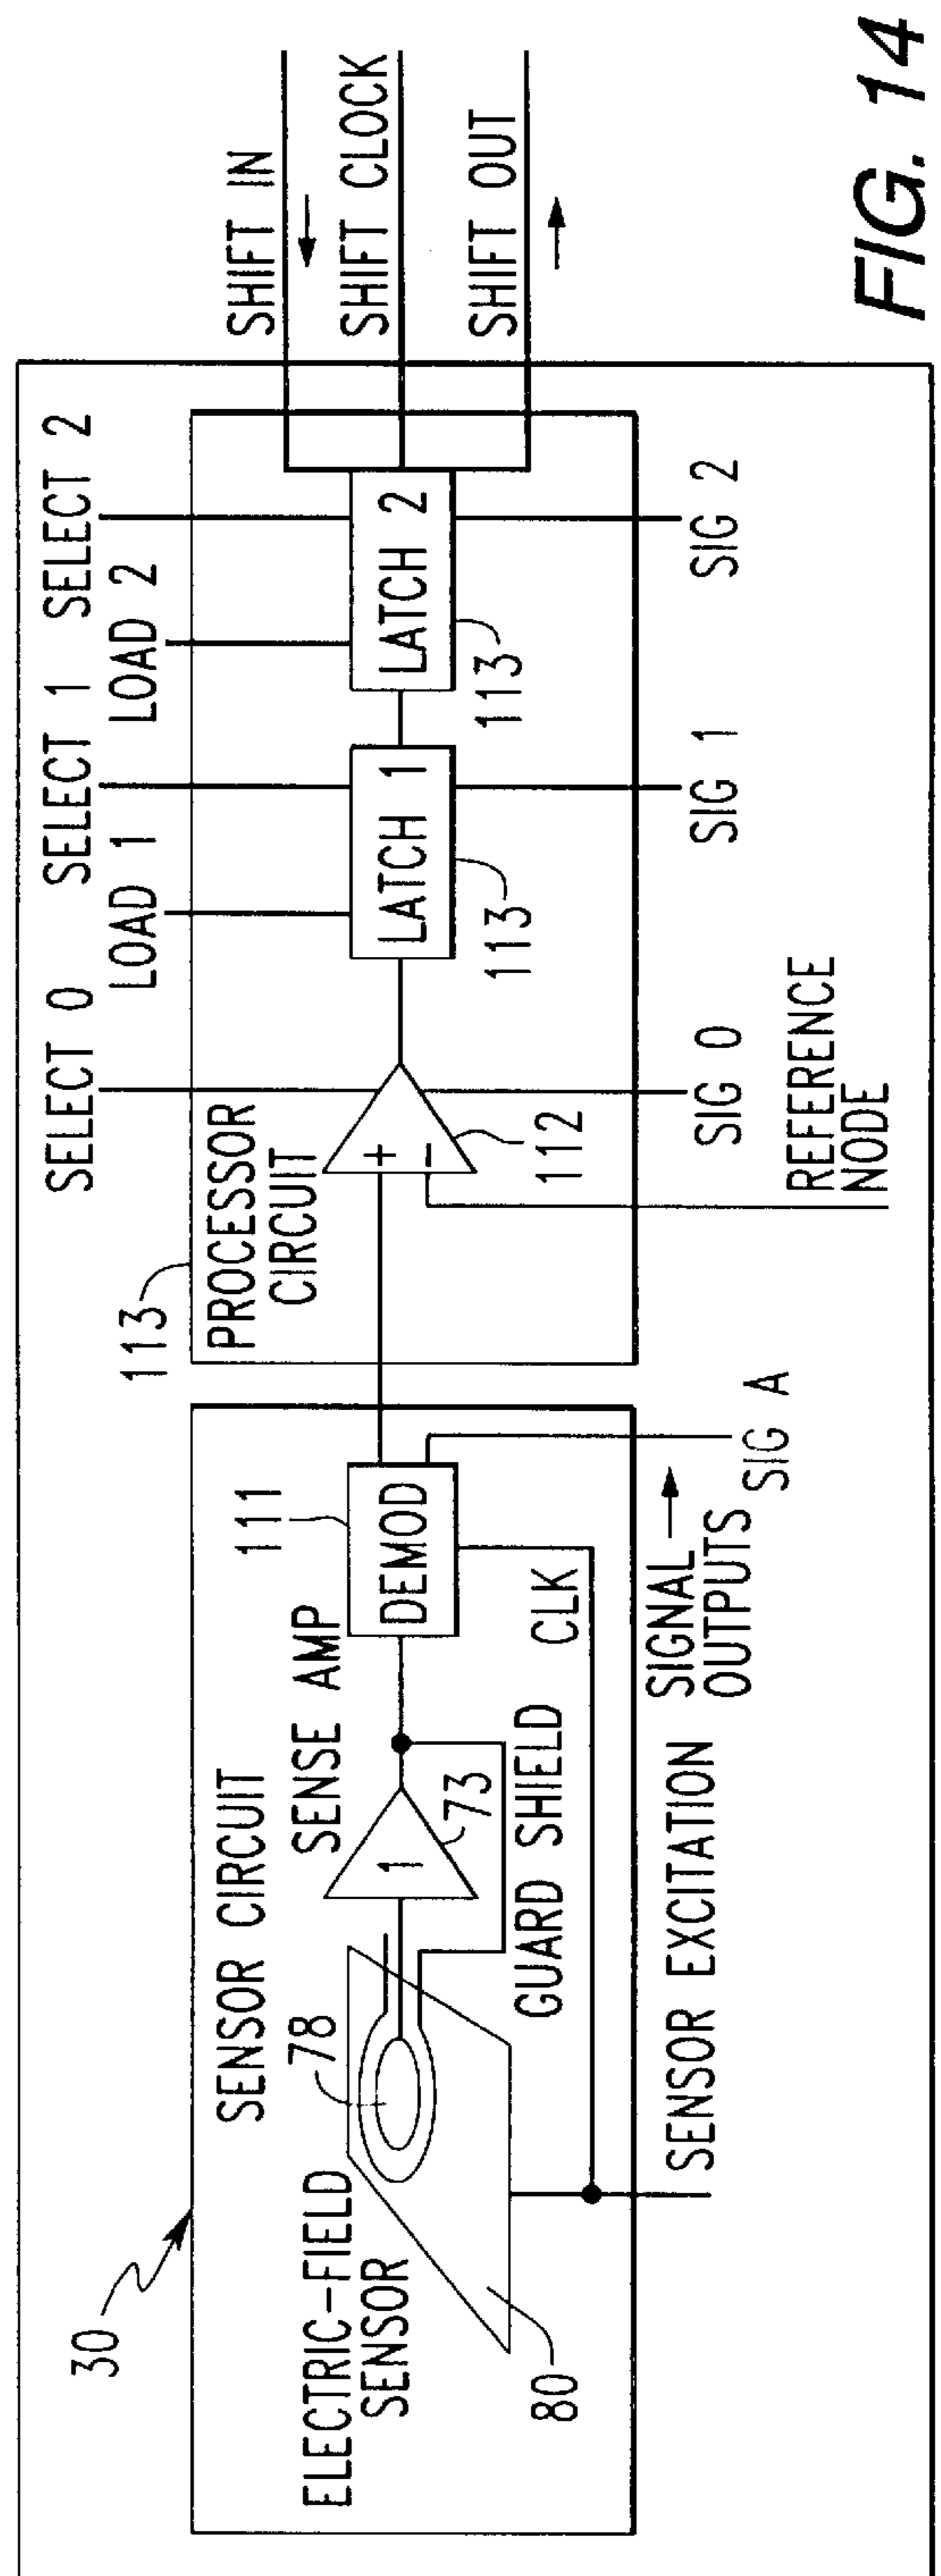 SELECT 0 SELECT 1 SELECT 2
LOAD 1 LOAD 2
SHIFT IN
SHIFT CLOCK
SHIFT OUT
113
PROCESSOR
CIRCUIT
+
−
112
LATCH 1
113
LATCH 2
113
SIG 0
SIG 1
SIG 2
REFERENCE
NODE
30
SENSOR CIRCUIT
ELECTRIC-FIELD
SENSOR
78
80
SENSE AMP
1
73
111
DEMOD
GUARD SHIELD
CLK
SENSOR EXCITATION
SIGNAL
OUTPUTS
SIG A
FIG. 14